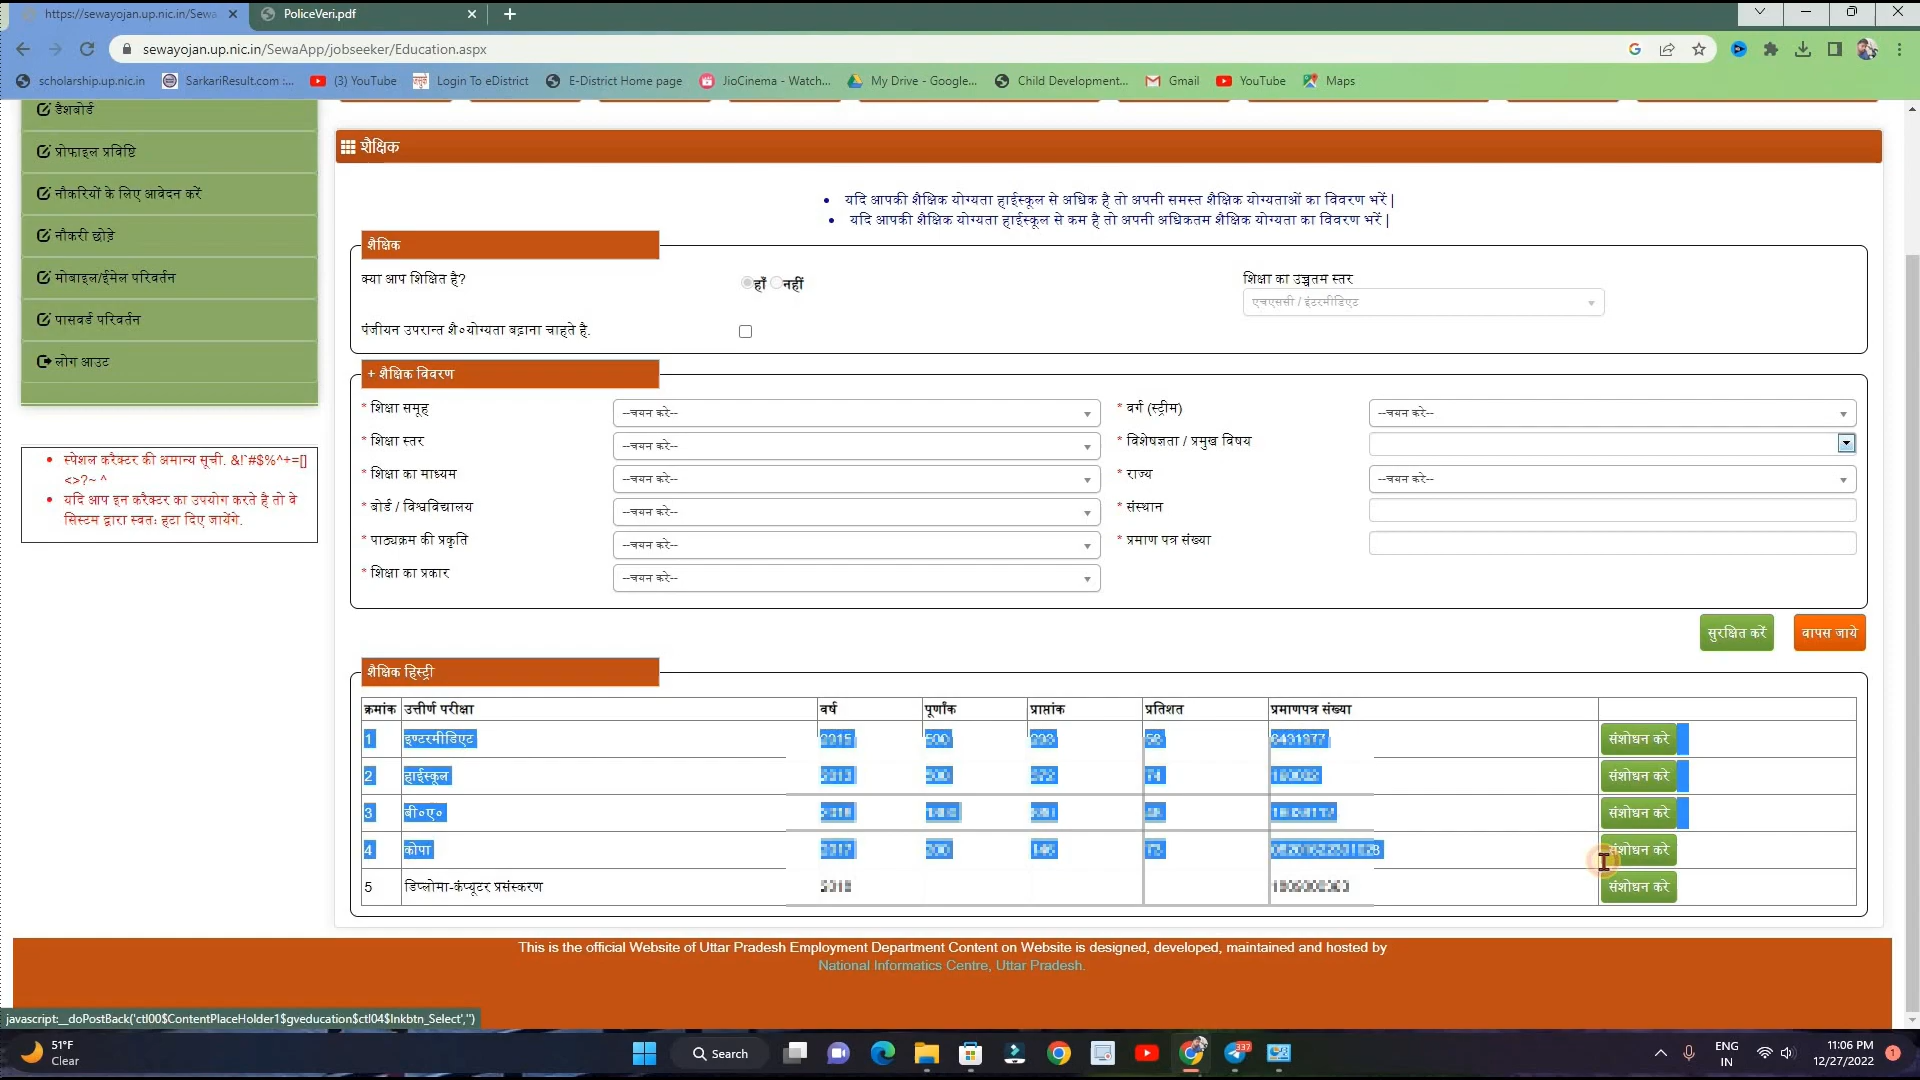 https://sewayojan.up.nic.in/Sewa
PoliceVeri.pdf
sewayojan.up.nic.in/SewaApp/jobseeker/Education.aspx
scholarship.up.nic.in
SarkariResult.com :...
(3) YouTube
Login To eDistrict
E-District Home page
JioCinema - Watch...
My Drive - Google...
Child Development...
Gmail
YouTube
Maps
डैशबोर्ड
प्रोफाइल प्रविष्टि
नौकरियों के लिए आवेदन करें
नौकरी छोड़े
मोबाइल/ईमेल परिवर्तन
पासवर्ड परिवर्तन
लोग आउट
स्पेशल करैक्टर की अमान्य सूची. &!`#$%^+=[]
<>?~ ^
यदि आप इन करैक्टर का उपयोग करते है तो वे
सिस्टम द्वारा स्वतः हटा दिए जायेंगे.
शैक्षिक
यदि आपकी शैक्षिक योग्यता हाईस्कूल से अधिक है तो अपनी समस्त शैक्षिक योग्यताओं का विवरण भरें |
यदि आपकी शैक्षिक योग्यता हाईस्कूल से कम है तो अपनी अधिकतम शैक्षिक योग्यता का विवरण भरें |
शैक्षिक
क्या आप शिक्षित है? हाँ नहीं शिक्षा का उच्चतम स्तर
एचएससी / इंटरमीडिएट
पंजीयन उपरान्त शै०योग्यता बढ़ाना चाहते है.
+ शैक्षिक विवरण
* शिक्षा समूह --चयन करे-- * वर्ग (स्ट्रीम) --चयन करे--
* शिक्षा स्तर --चयन करे-- * विशेषज्ञता / प्रमुख विषय
* शिक्षा का माध्यम --चयन करे-- * राज्य --चयन करे--
* बोर्ड / विश्वविद्यालय --चयन करे-- * संस्थान
* पाठ्यक्रम की प्रकृति --चयन करे-- * प्रमाण पत्र संख्या
* शिक्षा का प्रकार --चयन करे--
सुरक्षित करें वापस जाये
शैक्षिक हिस्ट्री
क्रमांक उत्तीर्ण परीक्षा वर्ष पूर्णांक प्राप्तांक प्रतिशत प्रमाणपत्र संख्या
1 इण्टरमीडिएट संशोधन करे
2 हाईस्कूल संशोधन करे
3 बी०ए० संशोधन करे
4 कोपा संशोधन करे
5 डिप्लोमा-कंप्यूटर प्रसंस्करण संशोधन करे
This is the official Website of Uttar Pradesh Employment Department Content on Website is designed, developed, maintained and hosted by
National Informatics Centre, Uttar Pradesh.
javascript:__doPostBack('ctl00$ContentPlaceHolder1$gveducation$ctl04$lnkbtn_Select','')
51°F
Clear
Search
337
ENG
IN
11:06 PM
12/27/2022
1